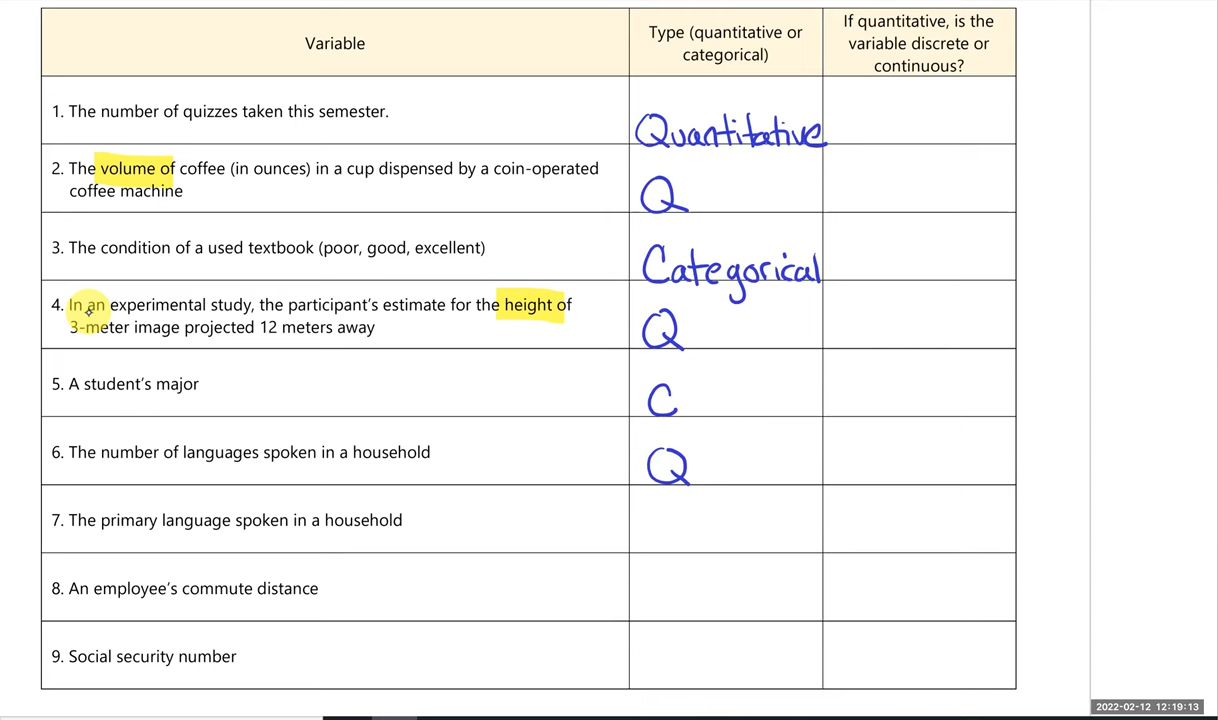 Variable
Type (quantitative or
categorical)
If quantitative, is the
variable discrete or
continuous?
1. The number of quizzes taken this semester.
Quantitative
2. The volume of coffee (in ounces) in a cup dispensed by a coin-operated
coffee machine
Q
3. The condition of a used textbook (poor, good, excellent)
Categorical
4. In an experimental study, the participant's estimate for the height of
3-meter image projected 12 meters away
Q
5. A student's major
C
6. The number of languages spoken in a household
Q
7. The primary language spoken in a household
8. An employee's commute distance
9. Social security number
2022-02-12 12:19:13